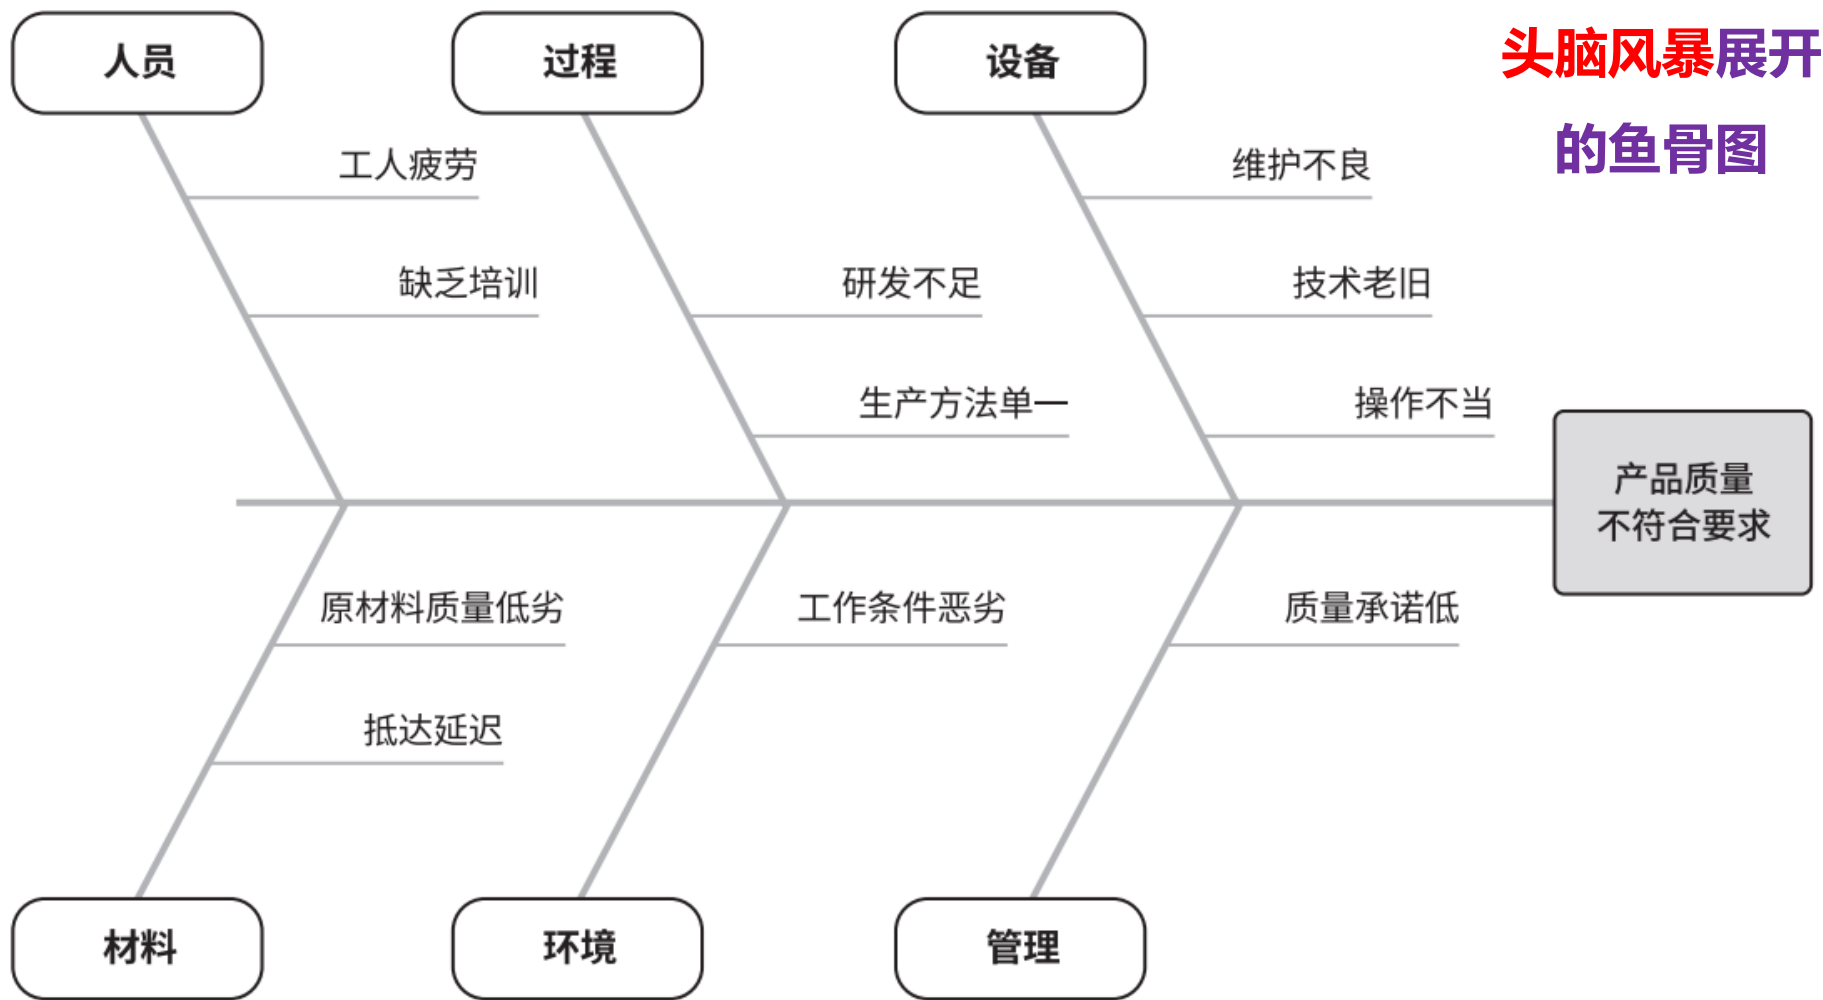 人员
过程
设备
头脑风暴展开
的鱼骨图
工人疲劳
维护不良
缺乏培训
研发不足
技术老旧
生产方法单一
操作不当
产品质量
不符合要求
原材料质量低劣
工作条件恶劣
质量承诺低
抵达延迟
材料
环境
管理